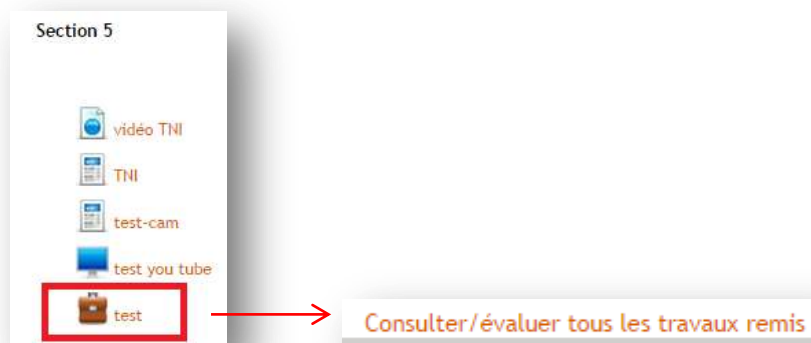 Section 5
vidéo TNI
TNI
test-cam
test you tube
test
Consulter/évaluer tous les travaux remis